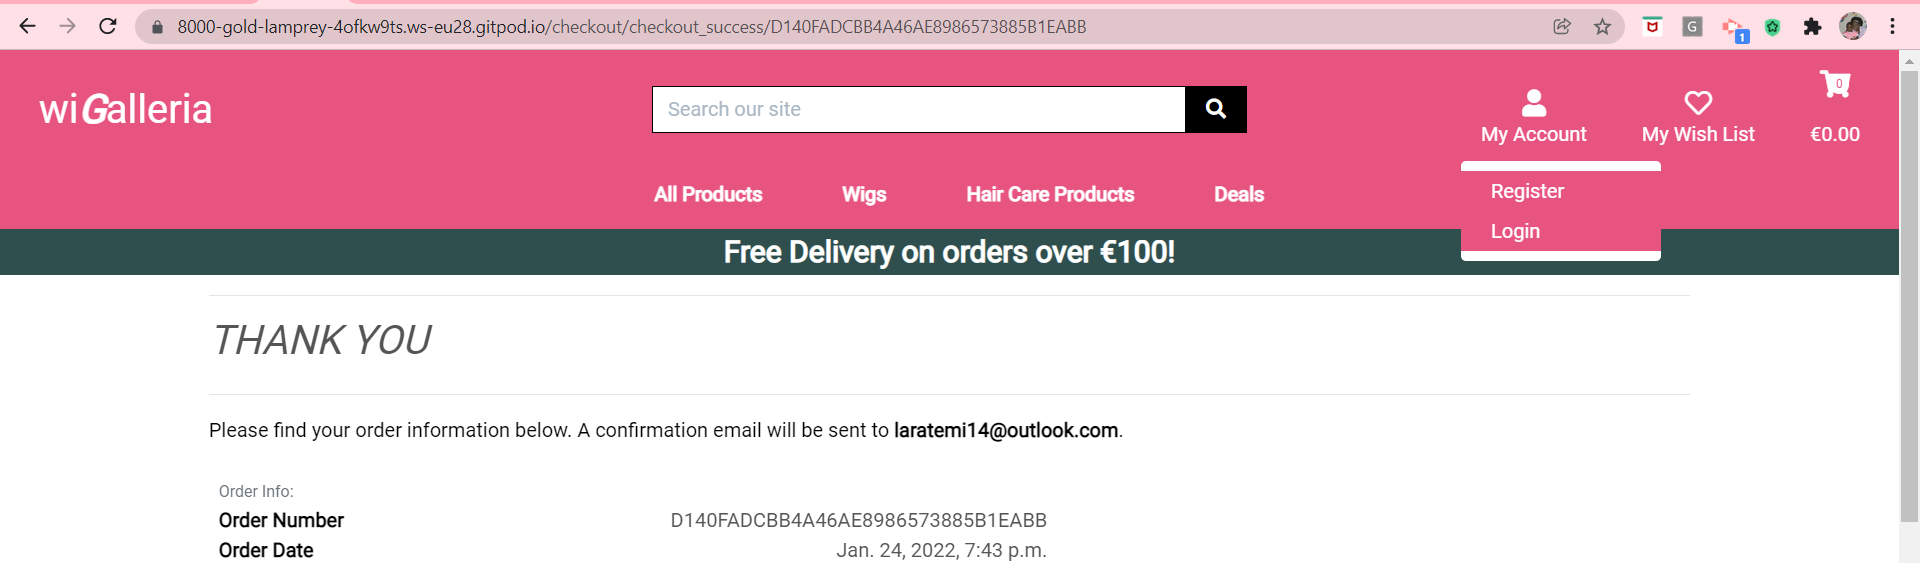 8000-gold-lamprey-4ofkw9ts.ws-eu28.gitpod.io/checkout/checkout_success/D140FADCBB4A46AE8986573885B1EABB
G
1
wiGalleria
Search our site
My Account
My Wish List
0
€0.00
All Products Wigs Hair Care Products Deals
Register
Login
Free Delivery on orders over €100!
THANK YOU
Please find your order information below. A confirmation email will be sent to laratemi14@outlook.com.
Order Info:
Order Number D140FADCBB4A46AE8986573885B1EABB
Order Date Jan. 24, 2022, 7:43 p.m.